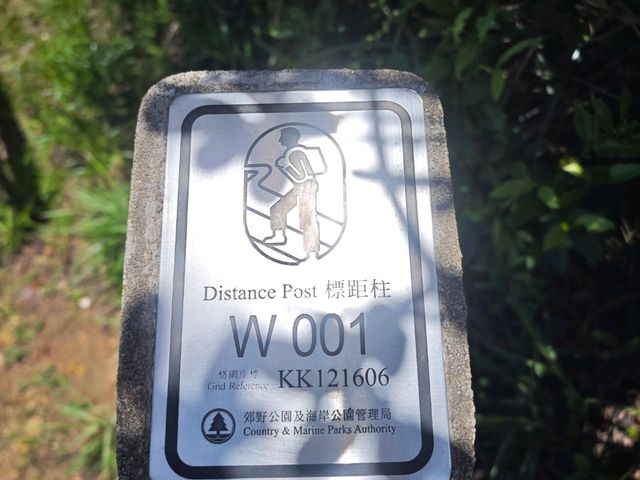 Distance Post 標距柱
W 001
格網座標
Grid Reference KK121606
郊野公園及海岸公園管理局
Country & Marine Parks Authority